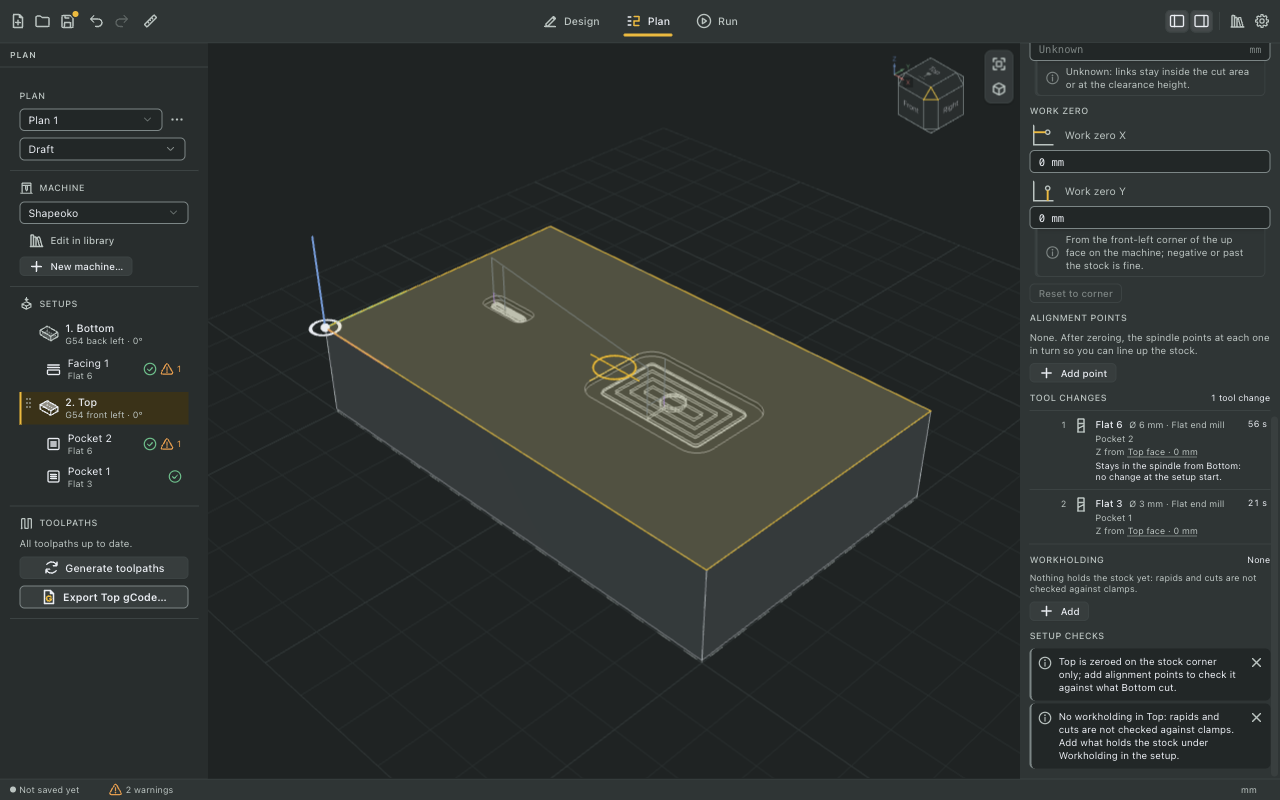 Design
Plan
Run
PLAN
PLAN
Plan 1
Draft
MACHINE
Shapeoko
Edit in library
New machine...
SETUPS
1. Bottom
G54 back left · 0°
Facing 1
Flat 6
1
2. Top
G54 front left · 0°
Pocket 2
Flat 6
1
Pocket 1
Flat 3
TOOLPATHS
All toolpaths up to date.
Generate toolpaths
Export Top gCode...
Top
Front
Right
Unknown mm
Unknown: links stay inside the cut area
or at the clearance height.
WORK ZERO
Work zero X
0 mm
Work zero Y
0 mm
From the front-left corner of the up
face on the machine; negative or past
the stock is fine.
Reset to corner
ALIGNMENT POINTS
None. After zeroing, the spindle points at each one
in turn so you can line up the stock.
Add point
TOOL CHANGES 1 tool change
1 Flat 6 Ø 6 mm · Flat end mill 56 s
Pocket 2
Z from Top face · 0 mm
Stays in the spindle from Bottom:
no change at the setup start.
2 Flat 3 Ø 3 mm · Flat end mill 21 s
Pocket 1
Z from Top face · 0 mm
WORKHOLDING None
Nothing holds the stock yet: rapids and cuts are not
checked against clamps.
Add
SETUP CHECKS
Top is zeroed on the stock corner
only; add alignment points to check it
against what Bottom cut.
No workholding in Top: rapids and
cuts are not checked against clamps.
Add what holds the stock under
Workholding in the setup.
Not saved yet
2 warnings
mm